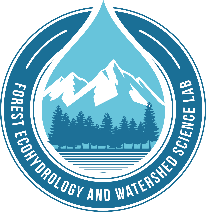 FOREST ECOHYDROLOGY AND WATERSHED SCIENCE LAB